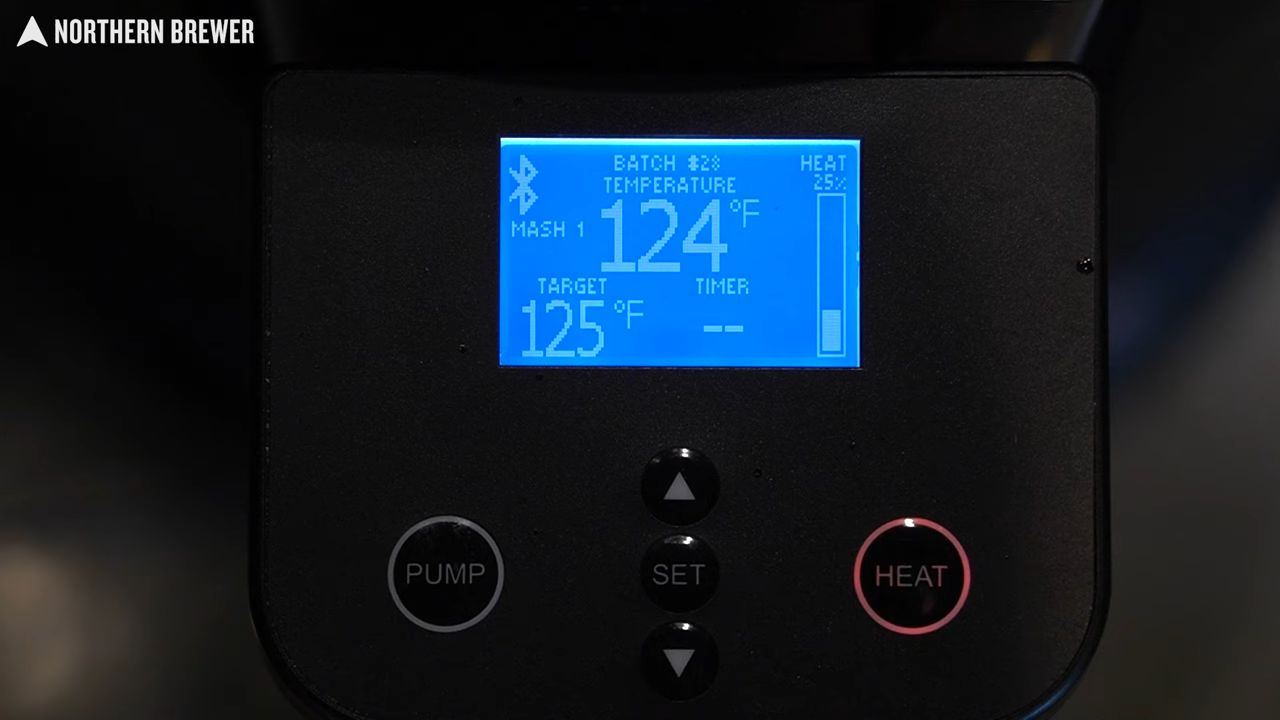 NORTHERN BREWER
BATCH #28
HEAT
TEMPERATURE
25%
124°F
MASH 1
TARGET
TIMER
125°F
--
PUMP
SET
HEAT